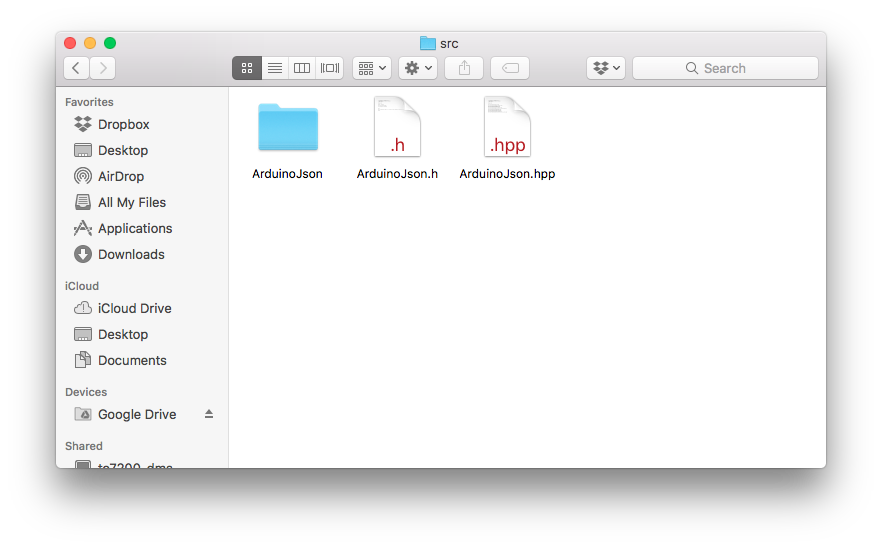 src
Search
Favorites
Dropbox
Desktop
AirDrop
All My Files
Applications
Downloads
iCloud
iCloud Drive
Desktop
Documents
Devices
Google Drive
Shared
.h
.hpp
ArduinoJson
ArduinoJson.h
ArduinoJson.hpp